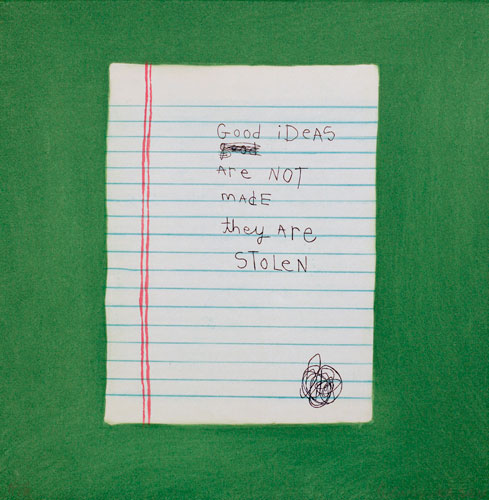 Good iDeAS
Are NOT
mAdE
they Are
STOLeN